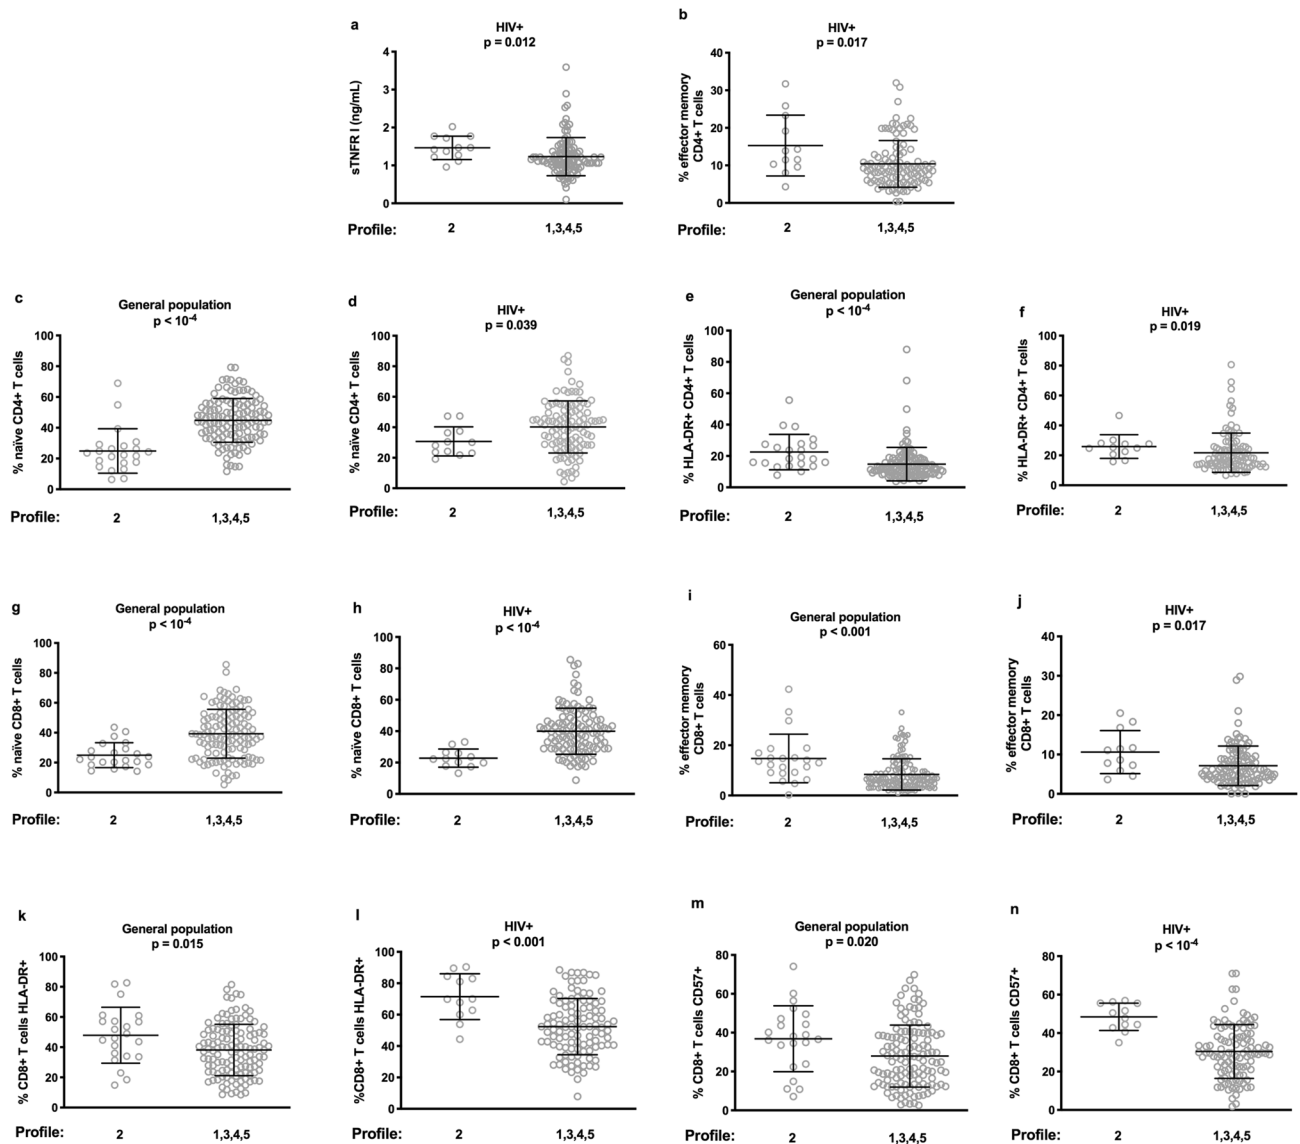 a
HIV+
p = 0.012
sTNFR I (ng/mL)
4
3
2
1
0
Profile:
2
1,3,4,5
b
HIV+
p = 0.017
% effector memory
CD4+ T cells
40
30
20
10
0
Profile:
2
1,3,4,5
c
General population
p < 10-4
% naïve CD4+ T cells
100
80
60
40
20
0
Profile:
2
1,3,4,5
d
HIV+
p = 0.039
% naïve CD4+ T cells
100
80
60
40
20
0
Profile:
2
1,3,4,5
e
General population
p < 10-4
% HLA-DR+ CD4+ T cells
100
80
60
40
20
0
Profile:
2
1,3,4,5
f
HIV+
p = 0.019
% HLA-DR+ CD4+ T cells
100
80
60
40
20
0
Profile:
2
1,3,4,5
g
General population
p < 10-4
% naïve CD8+ T cells
100
80
60
40
20
0
Profile:
2
1,3,4,5
h
HIV+
p < 10-4
% naïve CD8+ T cells
100
80
60
40
20
0
Profile:
2
1,3,4,5
i
General population
p < 0.001
% effector memory
CD8+ T cells
60
40
20
0
Profile:
2
1,3,4,5
j
HIV+
p = 0.017
% effector memory
CD8+ T cells
40
30
20
10
0
Profile:
2
1,3,4,5
k
General population
p = 0.015
% CD8+ T cells HLA-DR+
100
80
60
40
20
0
Profile:
2
1,3,4,5
l
HIV+
p < 0.001
%CD8+ T cells HLA-DR+
100
80
60
40
20
0
Profile:
2
1,3,4,5
m
General population
p = 0.020
% CD8+ T cells CD57+
80
60
40
20
0
Profile:
2
1,3,4,5
n
HIV+
p < 10-4
% CD8+ T cells CD57+
80
60
40
20
0
Profile:
2
1,3,4,5